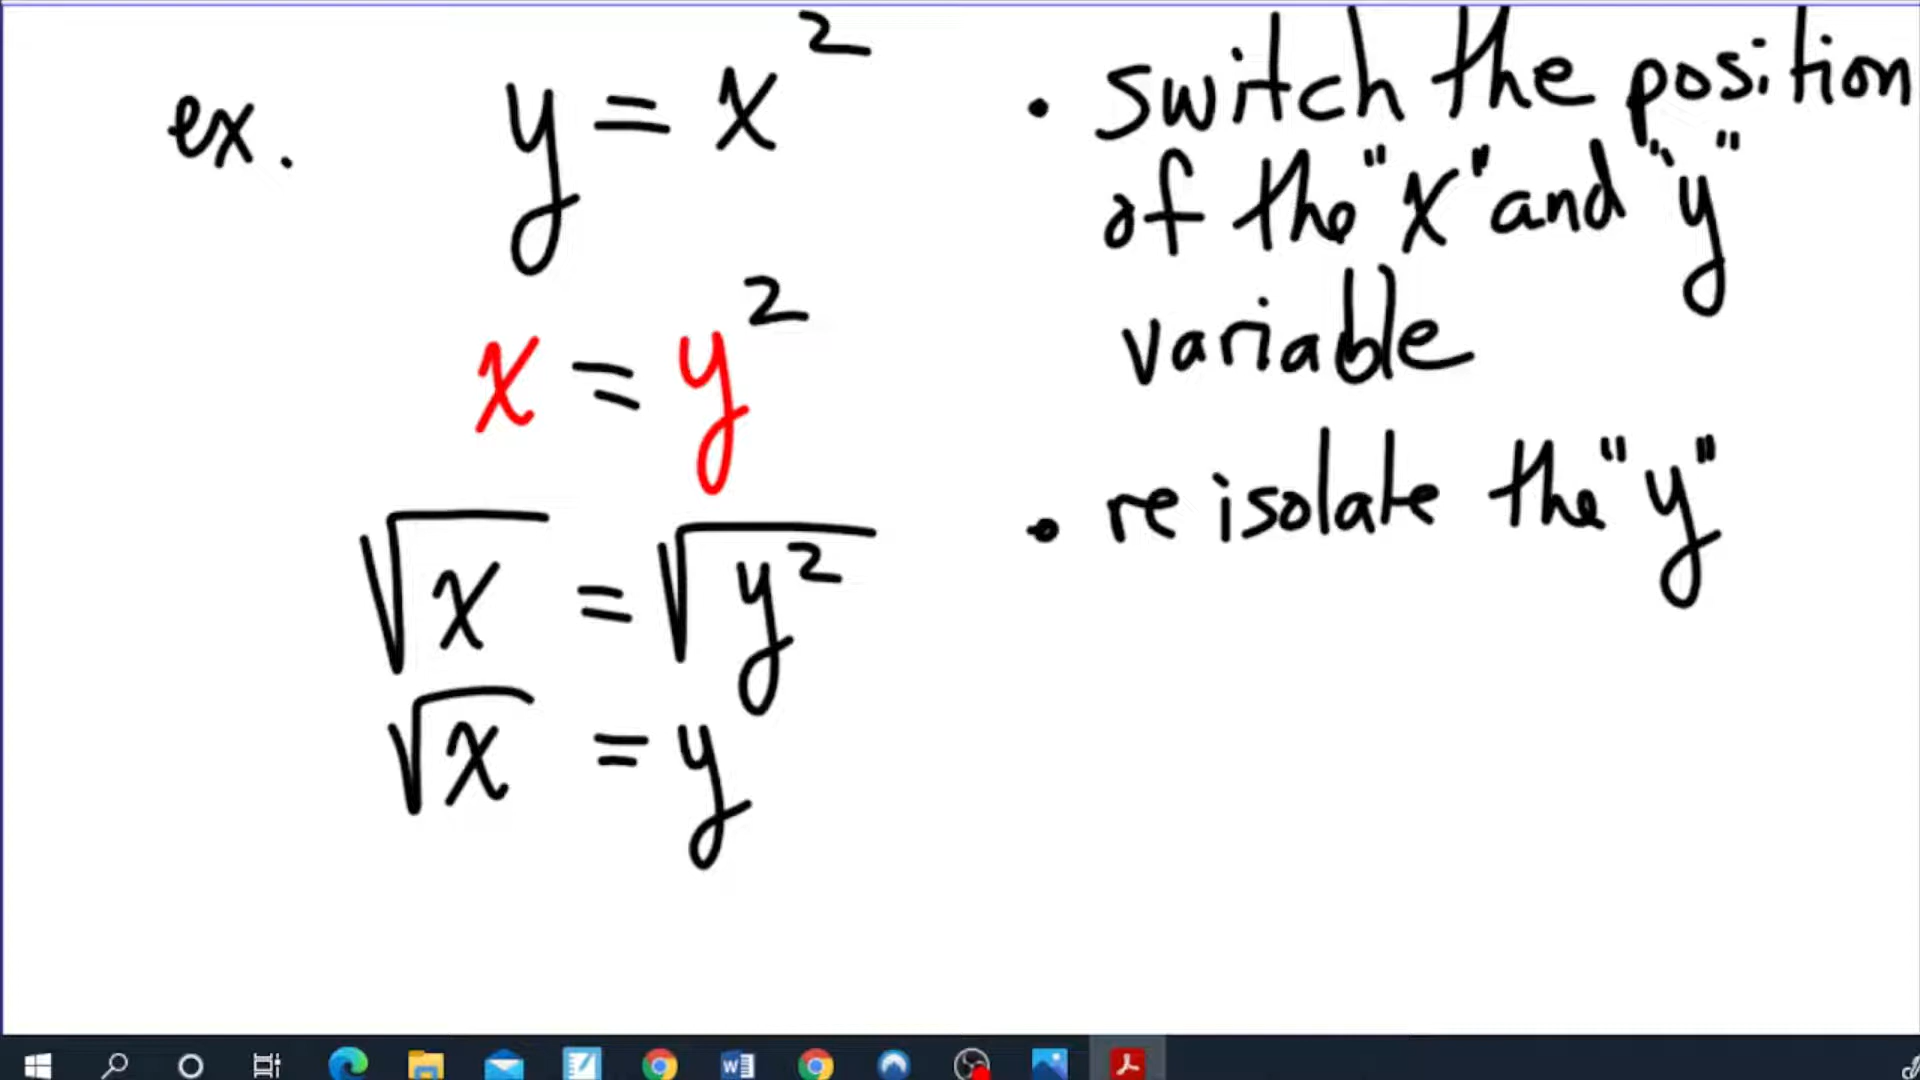 ex. y = x²
x = y²
√x = √y²
√x = y
• switch the position
of the "x" and "y"
variable
• re isolate the "y"